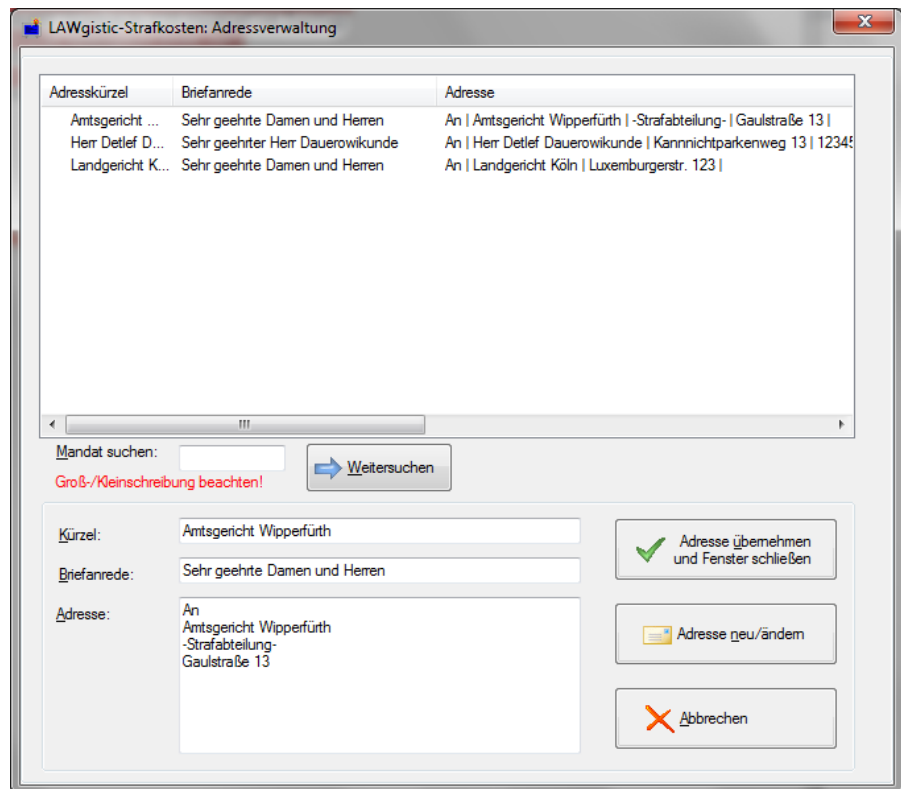 LAWgistic-Strafkosten: Adressverwaltung
Adresskürzel Briefanrede Adresse
Amtsgericht ... Sehr geehrte Damen und Herren An | Amtsgericht Wipperfürth | -Strafabteilung- | Gaulstraße 13 |
Herr Detlef D... Sehr geehrter Herr Dauerowikunde An | Herr Detlef Dauerowikunde | Kannnichtparkenweg 13 | 12345
Landgericht K... Sehr geehrte Damen und Herren An | Landgericht Köln | Luxemburgerstr. 123 |
Mandat suchen:
Groß-/Kleinschreibung beachten!
Weitersuchen
Kürzel: Amtsgericht Wipperfürth
Briefanrede: Sehr geehrte Damen und Herren
Adresse: An
Amtsgericht Wipperfürth
-Strafabteilung-
Gaulstraße 13
Adresse übernehmen
und Fenster schließen
Adresse neu/ändern
Abbrechen